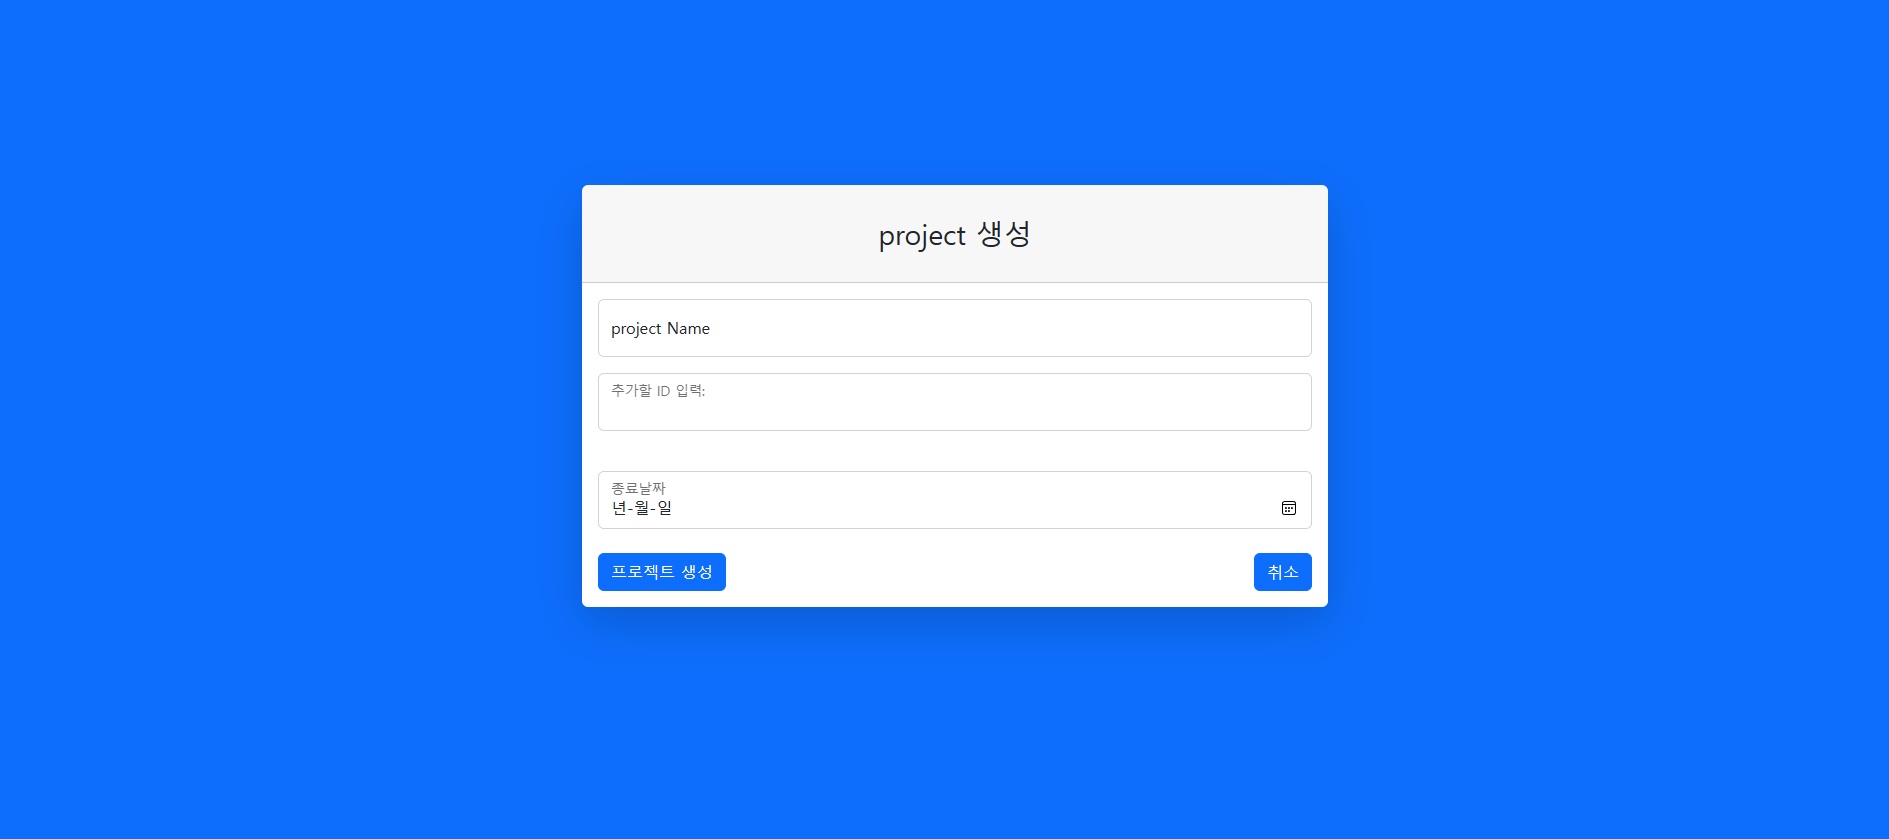 project 생성
project Name
추가할 ID 입력:
종료날짜
년-월-일
프로젝트 생성
취소